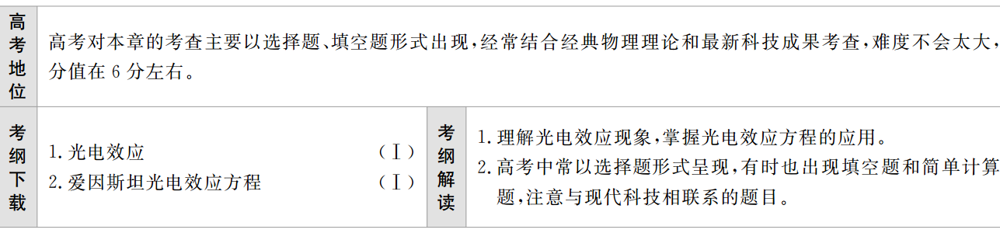 高考地位
高考对本章的考查主要以选择题、填空题形式出现,经常结合经典物理理论和最新科技成果考查,难度不会太大,
分值在 6 分左右。
考纲下载
1. 光电效应 (Ⅰ)
2. 爱因斯坦光电效应方程 (Ⅰ)
考纲解读
1. 理解光电效应现象,掌握光电效应方程的应用。
2. 高考中常以选择题形式呈现,有时也出现填空题和简单计算
题,注意与现代科技相联系的题目。